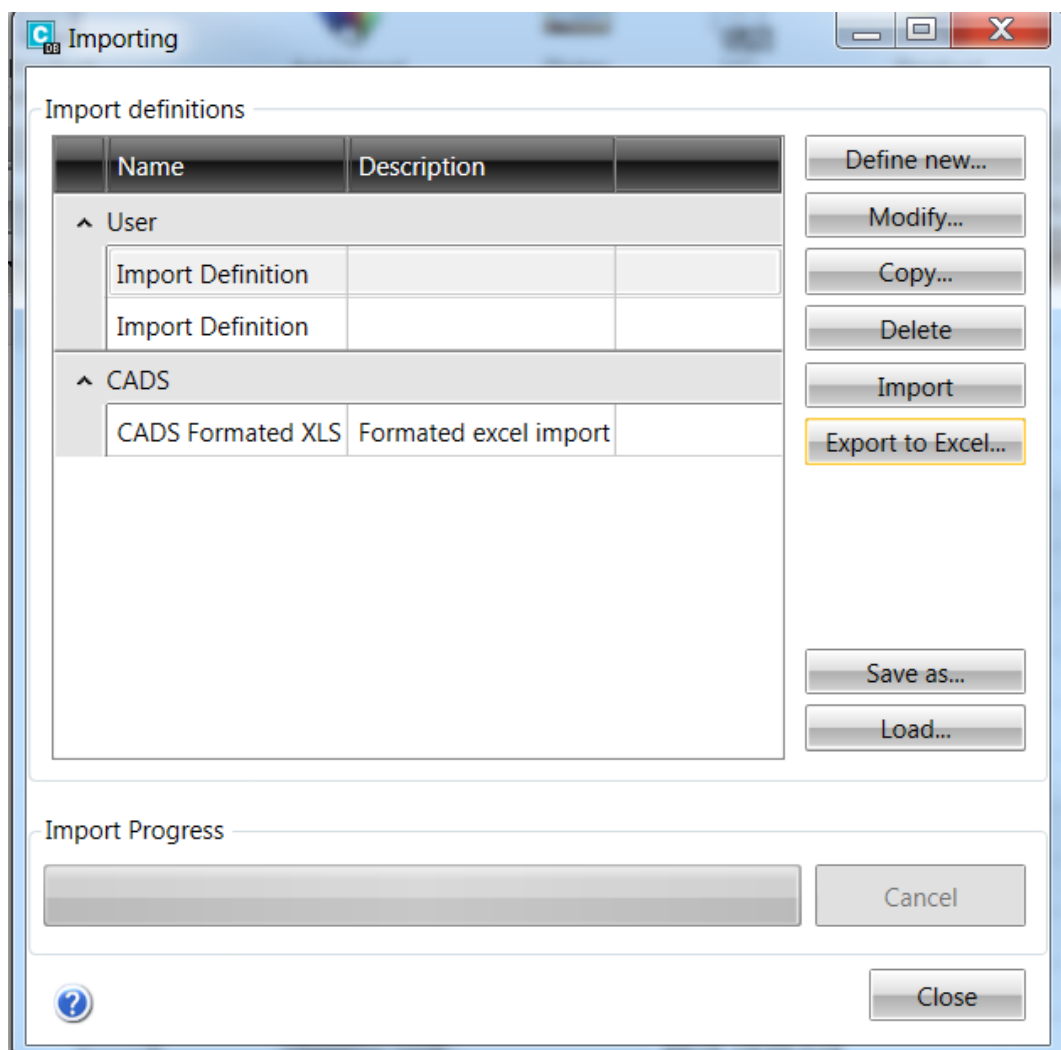 C DB Importing
Import definitions
Name Description
User
Import Definition
Import Definition
CADS
CADS Formated XLS Formated excel import
Define new...
Modify...
Copy...
Delete
Import
Export to Excel...
Save as...
Load...
Import Progress
Cancel
?
Close